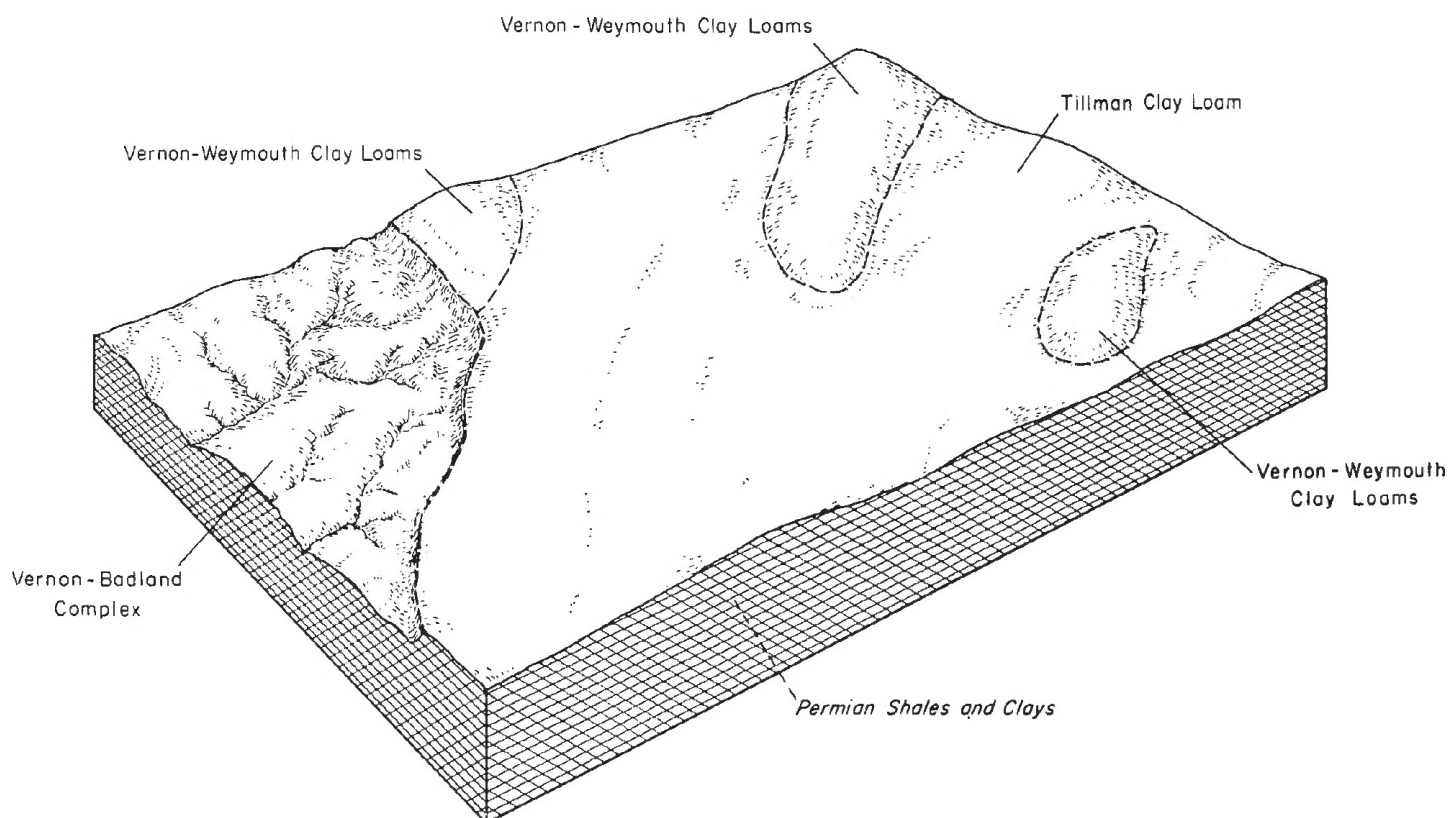 Vernon - Weymouth Clay Loams
Tillman Clay Loam
Vernon-Weymouth Clay Loams
Vernon - Weymouth
Clay Loams
Vernon - Badland
Complex
Permian Shales and Clays